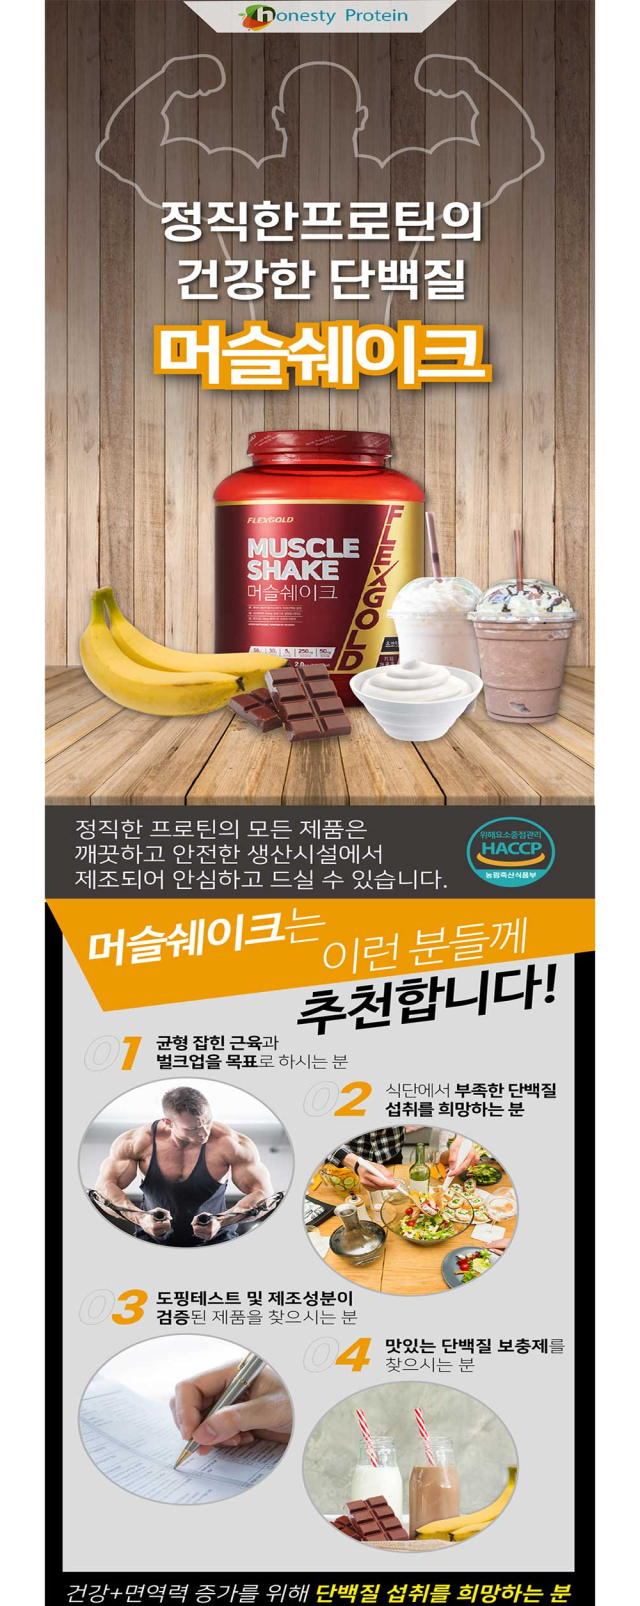 honesty Protein
정직한프로틴의
건강한 단백질
머슬쉐이크
FLEXGOLD
MUSCLE
SHAKE
머슬쉐이크
FLEXGOLD
정직한 프로틴의 모든 제품은
깨끗하고 안전한 생산시설에서
제조되어 안심하고 드실 수 있습니다.
위해요소중점관리
HACCP
농림축산식품부
머슬쉐이크는
이런 분들께
추천합니다!
01 균형 잡힌 근육과
벌크업을 목표로 하시는 분
02 식단에서 부족한 단백질
섭취를 희망하는 분
03 도핑테스트 및 제조성분이
검증된 제품을 찾으시는 분
04 맛있는 단백질 보충제를
찾으시는 분
건강+면역력 증가를 위해 단백질 섭취를 희망하는 분